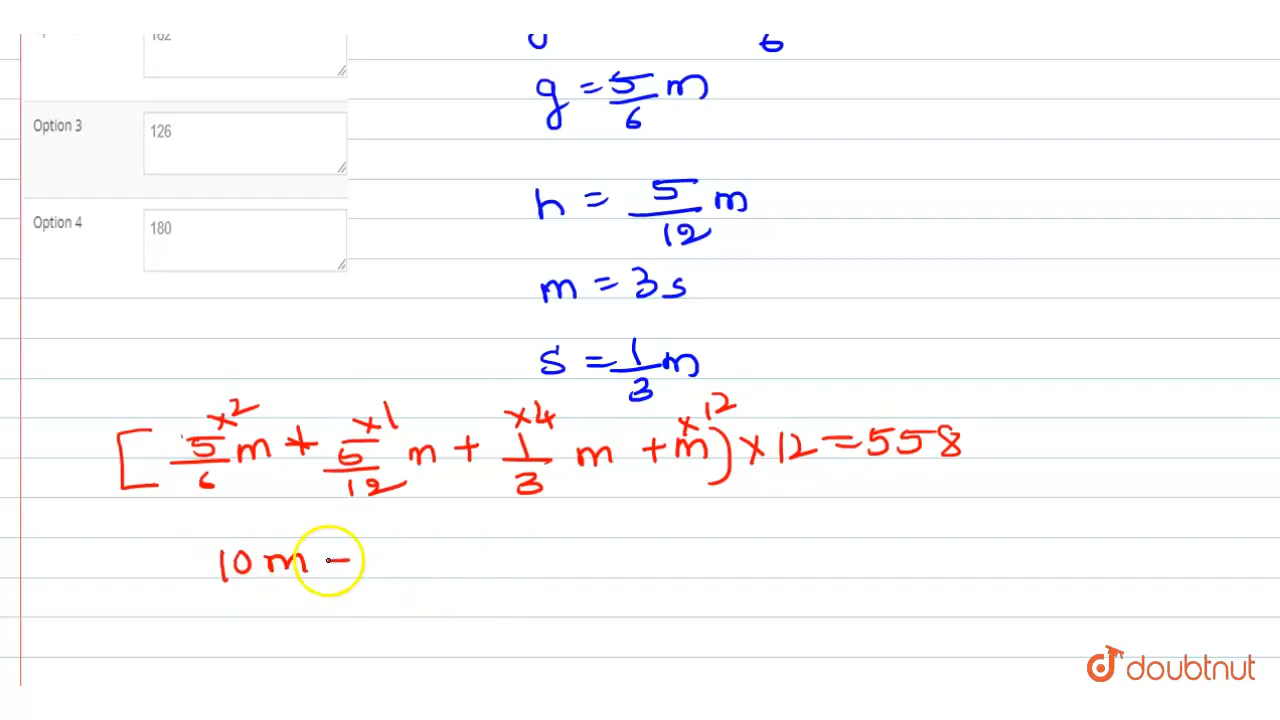 162
g = 5/6 m
Option 3
126
h = 5/12 m
Option 4
180
m = 3s
s = 1/3 m
×2 ×1 ×4 ×12
[5/6 m + 5/12 m + 1/3 m + m) × 12 = 558
10 m –
doubtnut